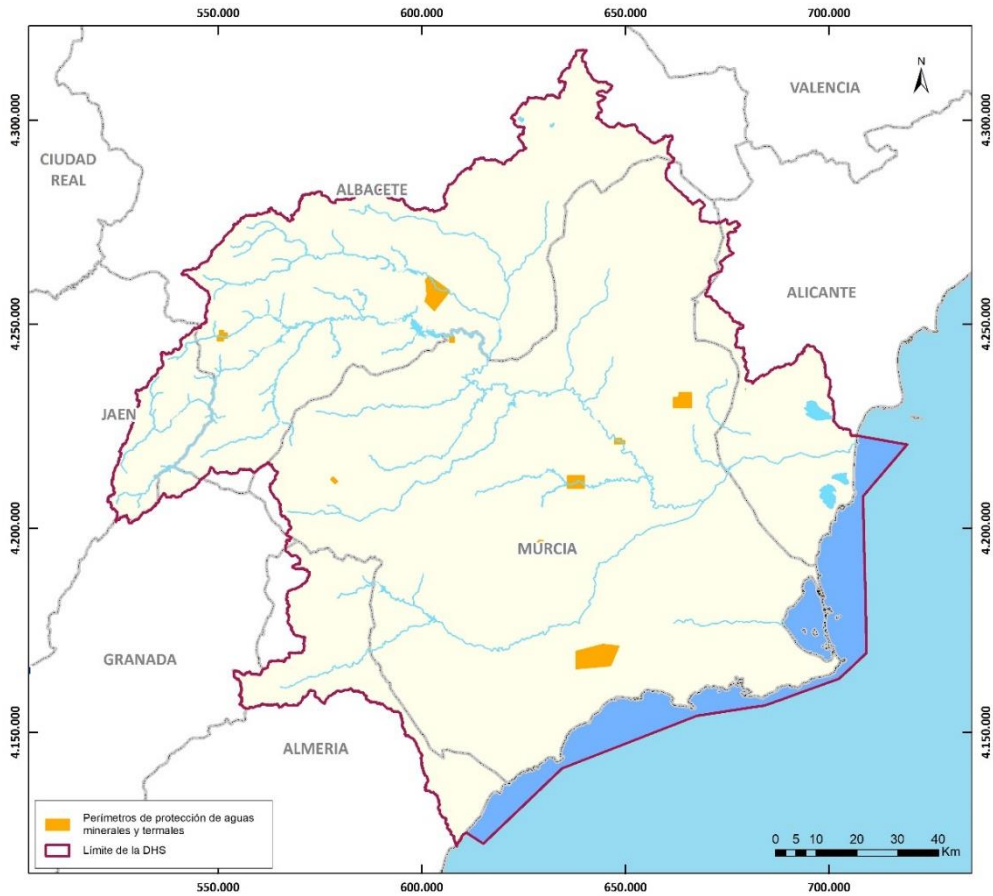 550.000
600.000
650.000
700.000
N
VALENCIA
4.300.000
4.300.000
CIUDAD
REAL
ALBACETE
ALICANTE
4.250.000
4.250.000
JAEN
4.200.000
4.200.000
MURCIA
GRANADA
ALMERIA
4.150.000
4.150.000
Perímetros de protección de aguas
minerales y termales
Límite de la DHS
0 5 10 20 30 40
Km
550.000
600.000
650.000
700.000